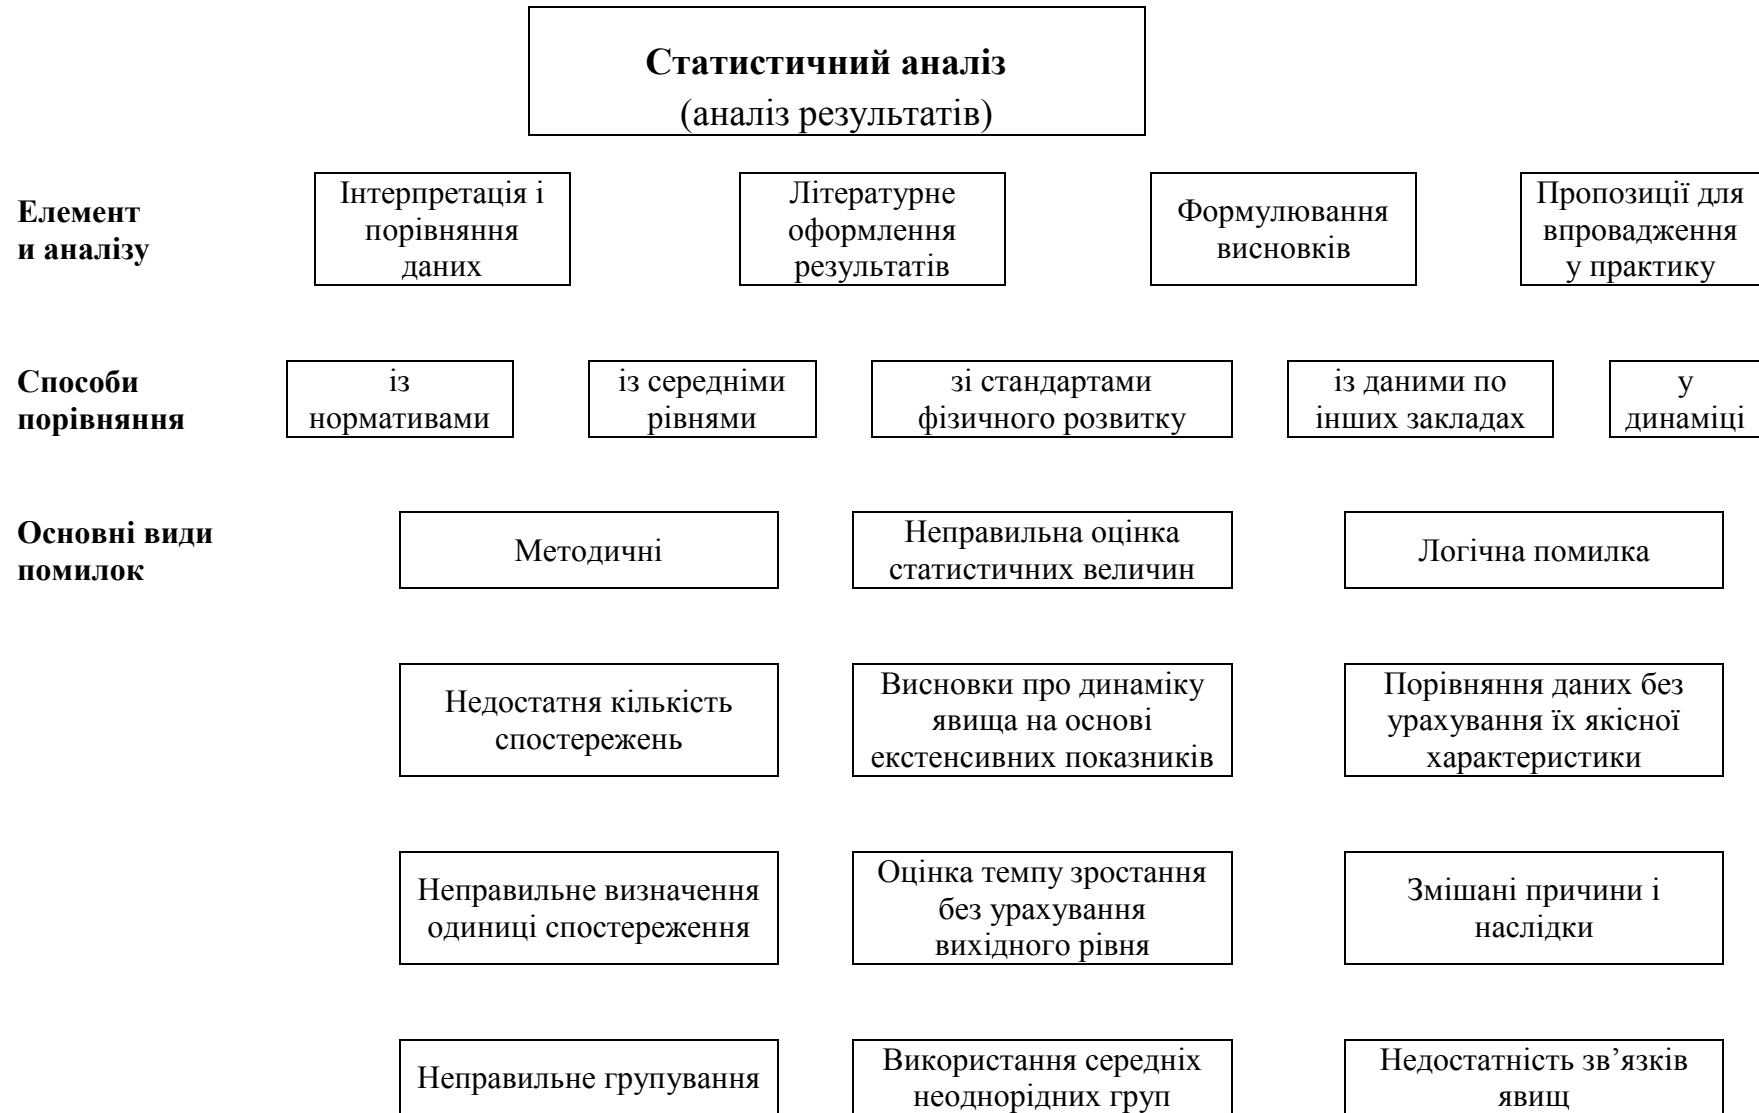 Статистичний аналіз
(аналіз результатів)
Елемент
и аналізу
Інтерпретація і
порівняння
даних
Літературне
оформлення
результатів
Формулювання
висновків
Пропозиції для
впровадження
у практику
Способи
порівняння
із
нормативами
із середніми
рівнями
зі стандартами
фізичного розвитку
із даними по
інших закладах
у
динаміці
Основні види
помилок
Методичні
Неправильна оцінка
статистичних величин
Логічна помилка
Недостатня кількість
спостережень
Висновки про динаміку
явища на основі
екстенсивних показників
Порівняння даних без
урахування їх якісної
характеристики
Неправильне визначення
одиниці спостереження
Оцінка темпу зростання
без урахування
вихідного рівня
Змішані причини і
наслідки
Неправильне групування
Використання середніх
неоднорідних груп
Недостатність зв’язків
явищ